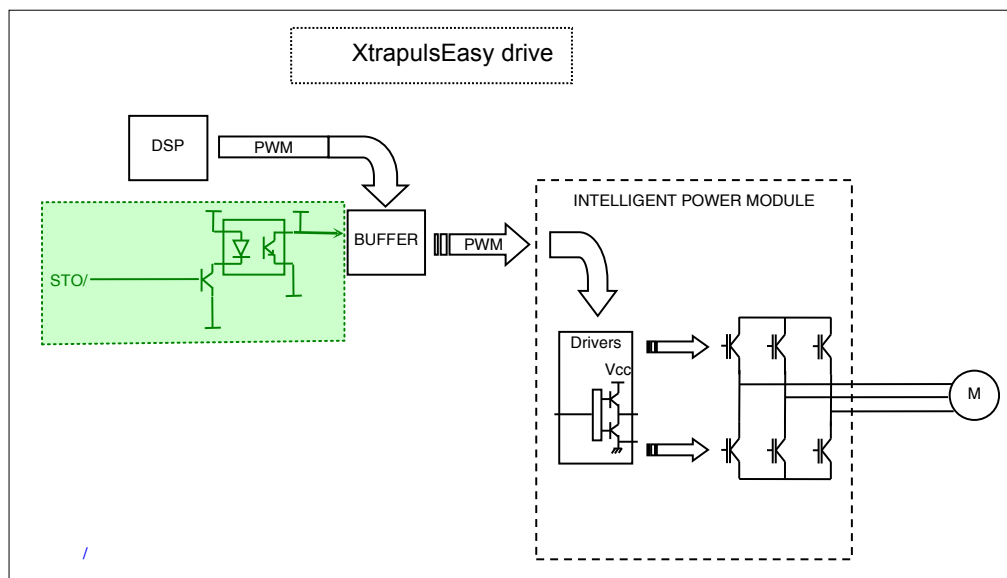 XtrapulsEasy drive
DSP
PWM
INTELLIGENT POWER MODULE
BUFFER
PWM
STO/
Drivers
Vcc
M
/